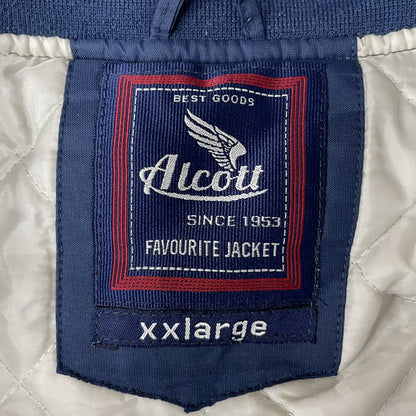 BEST GOODS
Alcott
SINCE 1953
FAVOURITE JACKET
xxlarge